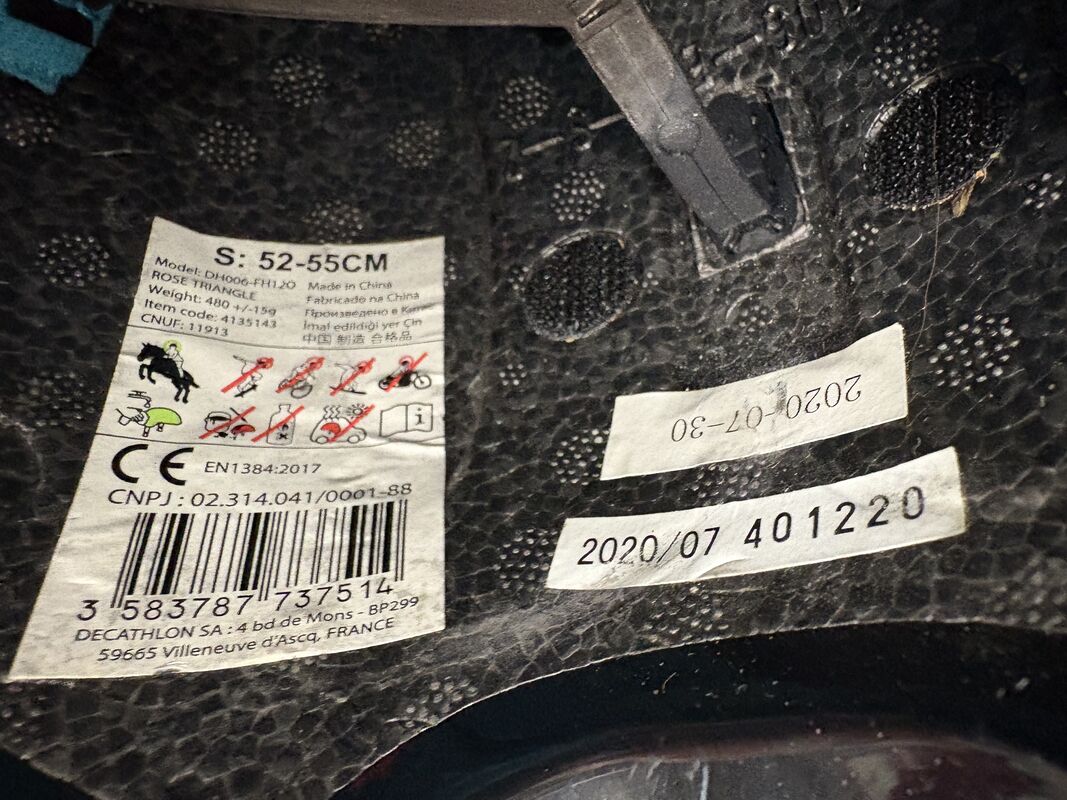 S: 52-55CM
Model: DH006-FH12O
ROSE TRIANGLE
Weight: 480 +/-15g
Item code: 4135143
CNUF: 11913
Made in China
Fabricado na China
Произведено в
İmal edildiği yer Çin
中国 制造 合格品
CE EN1384:2017
CNPJ : 02.314.041/0001-88
3 583787 737514
DECATHLON SA : 4 bd de Mons - BP299
59665 Villeneuve d'Ascq, FRANCE
2020-07-30
2020/07 401220